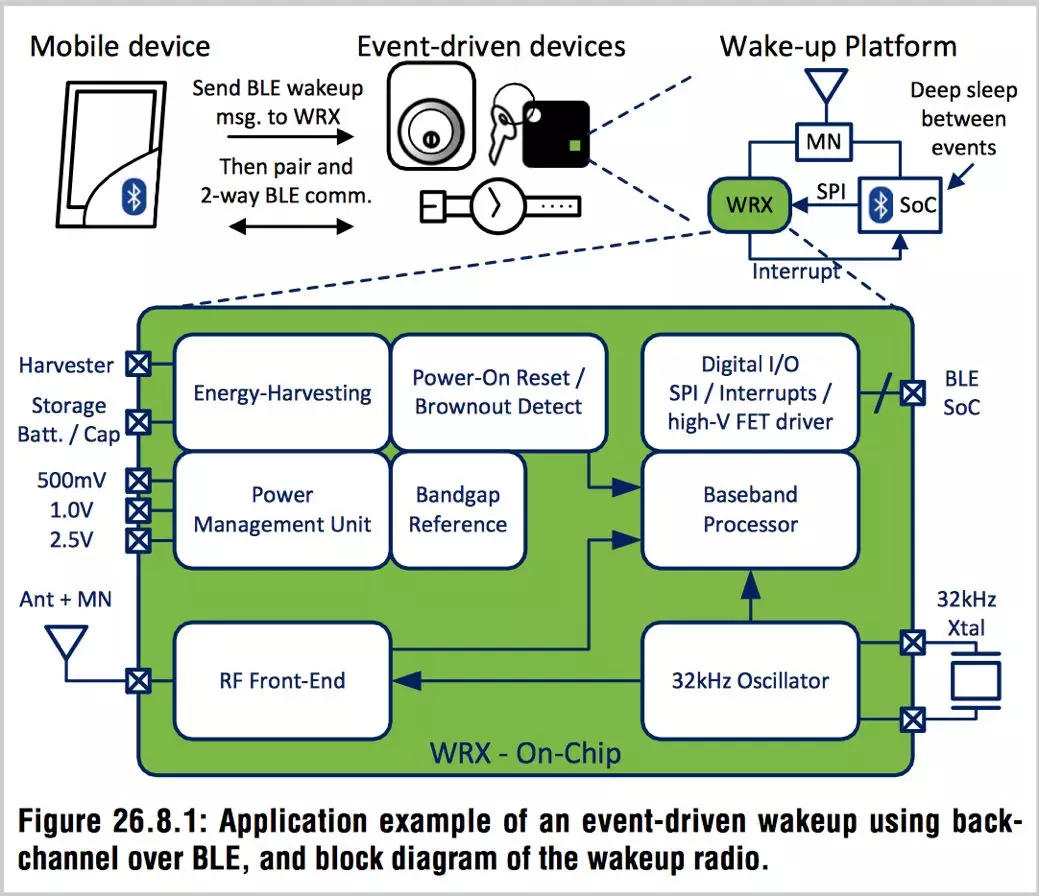 Mobile device
Event-driven devices
Wake-up Platform
Send BLE wakeup
msg. to WRX
Then pair and
2-way BLE comm.
Deep sleep
between
events
MN
WRX
SPI
SoC
Interrupt
Harvester
Storage
Batt. / Cap
500mV
1.0V
2.5V
Ant + MN
Energy-Harvesting
Power-On Reset /
Brownout Detect
Digital I/O
SPI / Interrupts /
high-V FET driver
BLE
SoC
Power
Management Unit
Bandgap
Reference
Baseband
Processor
RF Front-End
32kHz Oscillator
32kHz
Xtal
WRX - On-Chip
Figure 26.8.1: Application example of an event-driven wakeup using back-
channel over BLE, and block diagram of the wakeup radio.